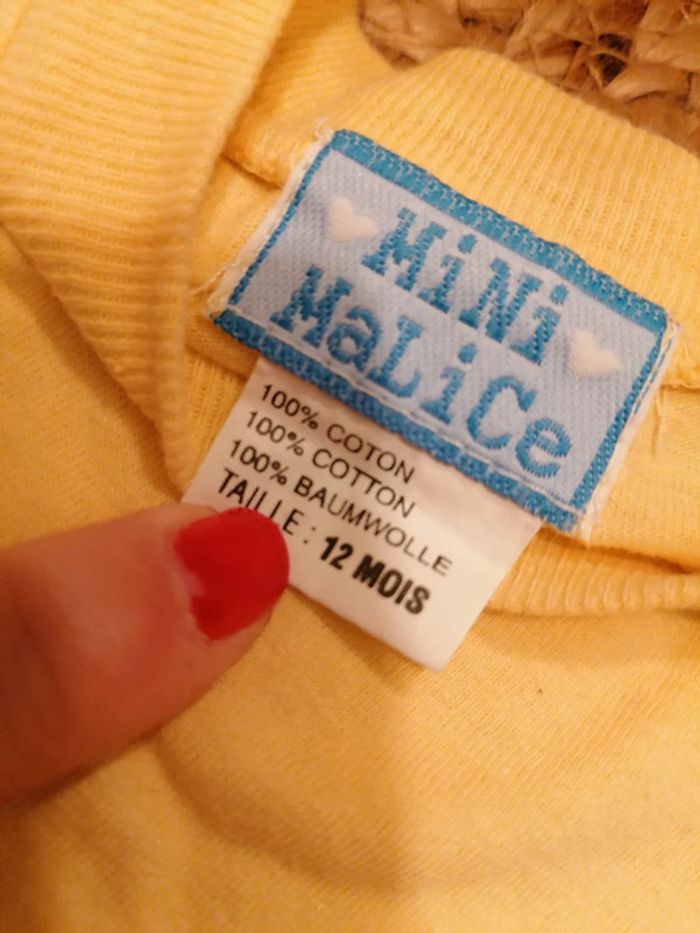 MiNi
MaLiCe
100% COTON
100% COTTON
100% BAUMWOLLE
TAILLE : 12 MOIS